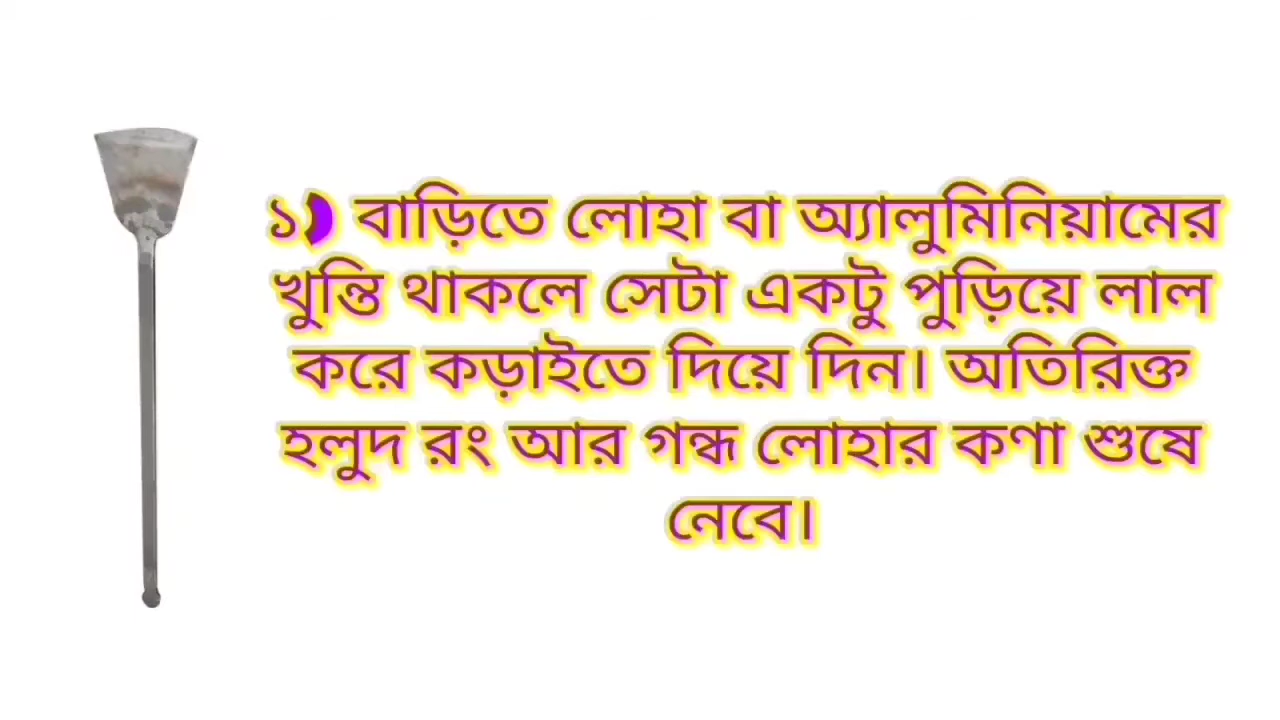 ১) বাড়িতে লোহা বা অ্যালুমিনিয়ামের
খুন্তি থাকলে সেটা একটু পুড়িয়ে লাল
করে কড়াইতে দিয়ে দিন। অতিরিক্ত
হলুদ রং আর গন্ধ লোহার কণা শুষে
নেবে।